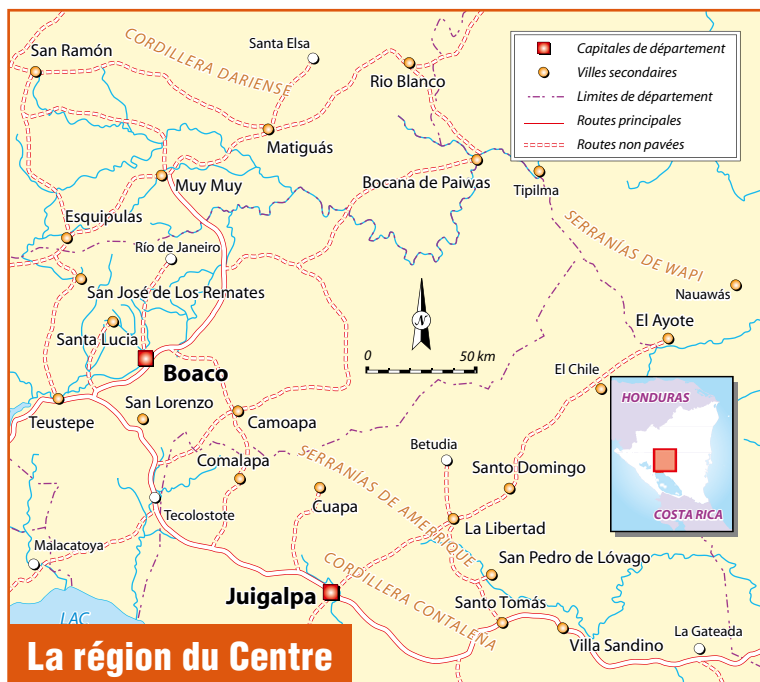 CORDILLERA DARIENSE
San Ramón
Santa Elsa
Rio Blanco
Capitales de département
Villes secondaires
Limites de département
Routes principales
Routes non pavées
Matiguás
Muy Muy
Bocana de Paiwas
Tipilma
Esquipulas
Río de Janeiro
SERRANÍAS DE WAPI
San José de Los Remates
Nauawás
Santa Lucia
N
El Ayote
0 50 km
Boaco
El Chile
Teustepe
San Lorenzo
Camoapa
HONDURAS
Betudia
Comalapa
SERRANÍAS DE AMERRIQUE
Santo Domingo
Tecolostote
Cuapa
COSTA RICA
La Libertad
Malacatoya
San Pedro de Lóvago
Juigalpa
CORDILLERA CONTALEÑA
Santo Tomás
LAC
Villa Sandino
La Gateada
La région du Centre